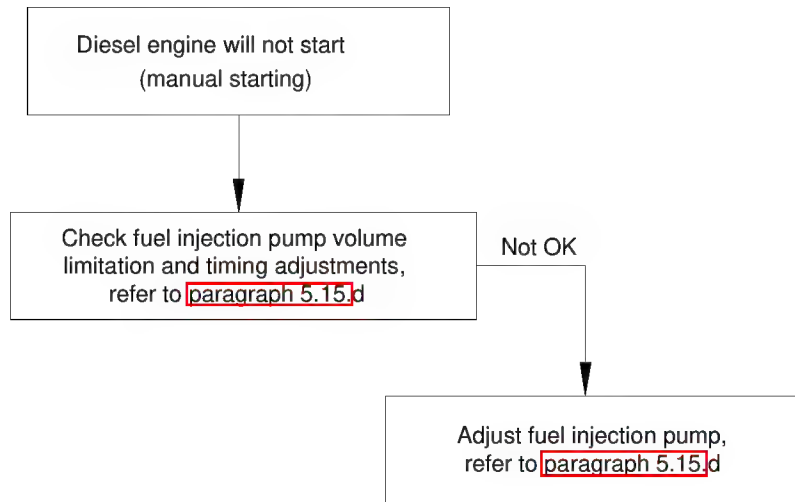 Diesel engine will not start
(manual starting)
Check fuel injection pump volume
limitation and timing adjustments,
refer to paragraph 5.15.d
Not OK
Adjust fuel injection pump,
refer to paragraph 5.15.d